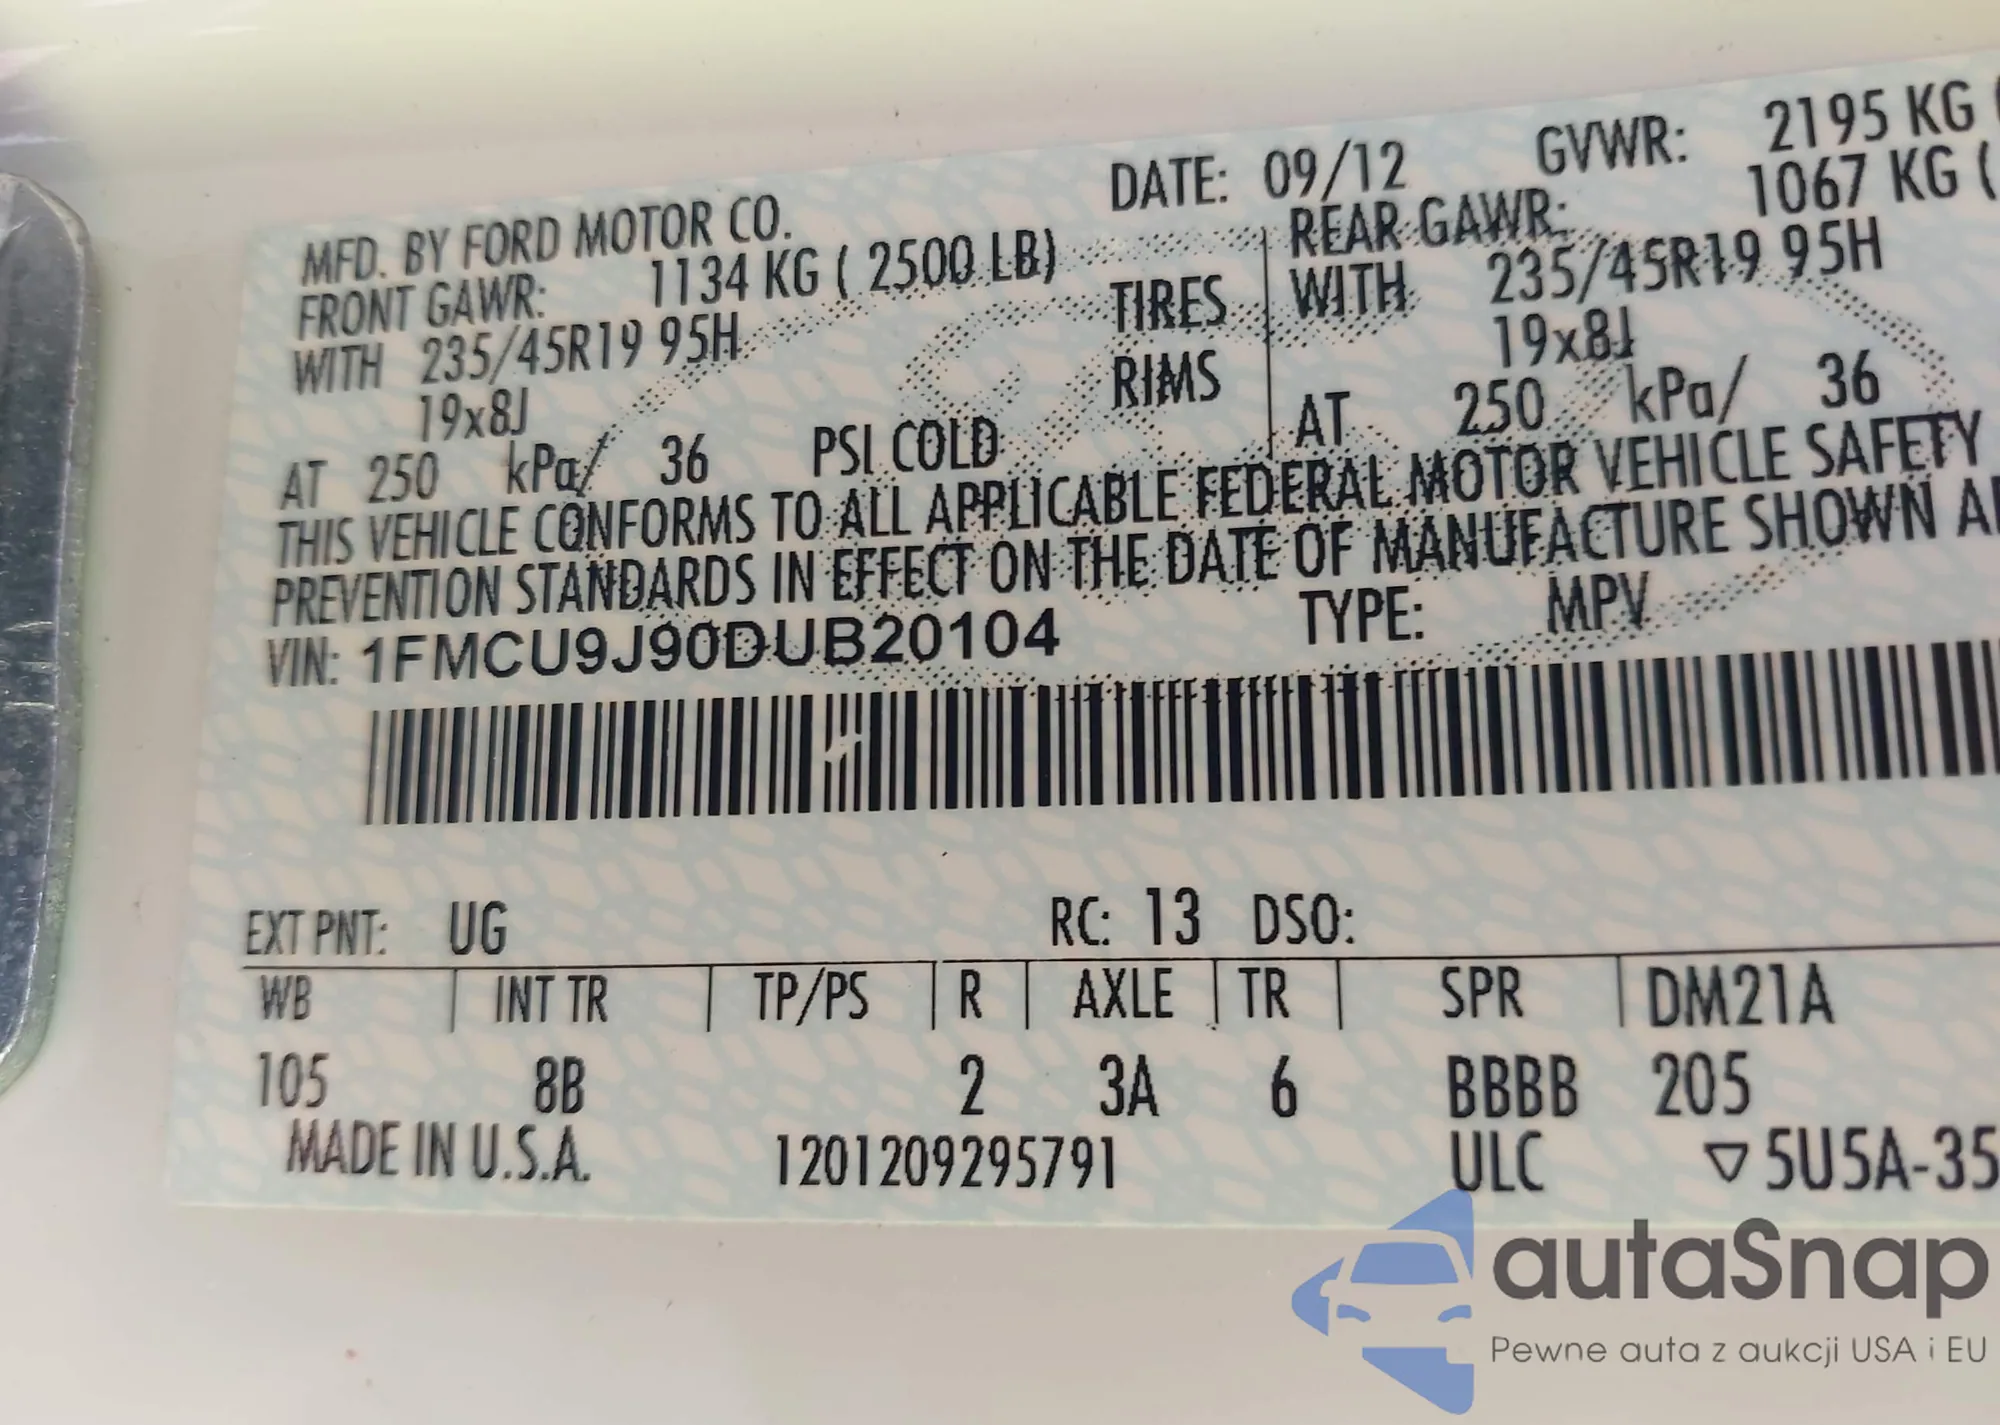 MFD. BY FORD MOTOR CO. DATE: 09/12 GVWR: 2195 KG (
FRONT GAWR: 1134 KG ( 2500 LB) REAR GAWR: 1067 KG (
WITH 235/45R19 95H TIRES WITH 235/45R19 95H
19x8J RIMS 19x8J
AT 250 kPa/ 36 PSI COLD AT 250 kPa/ 36
THIS VEHICLE CONFORMS TO ALL APPLICABLE FEDERAL MOTOR VEHICLE SAFETY
PREVENTION STANDARDS IN EFFECT ON THE DATE OF MANUFACTURE SHOWN
VIN: 1FMCU9J90DUB20104 TYPE: MPV
EXT PNT: UG RC: 13 DSO:
WB INT TR TP/PS R AXLE TR SPR DM21A
105 8B 2 3A 6 BBBB 205
MADE IN U.S.A. 1201209295791 ULC ▽5U5A-35
autaSnap
Pewne auta z aukcji USA i EU